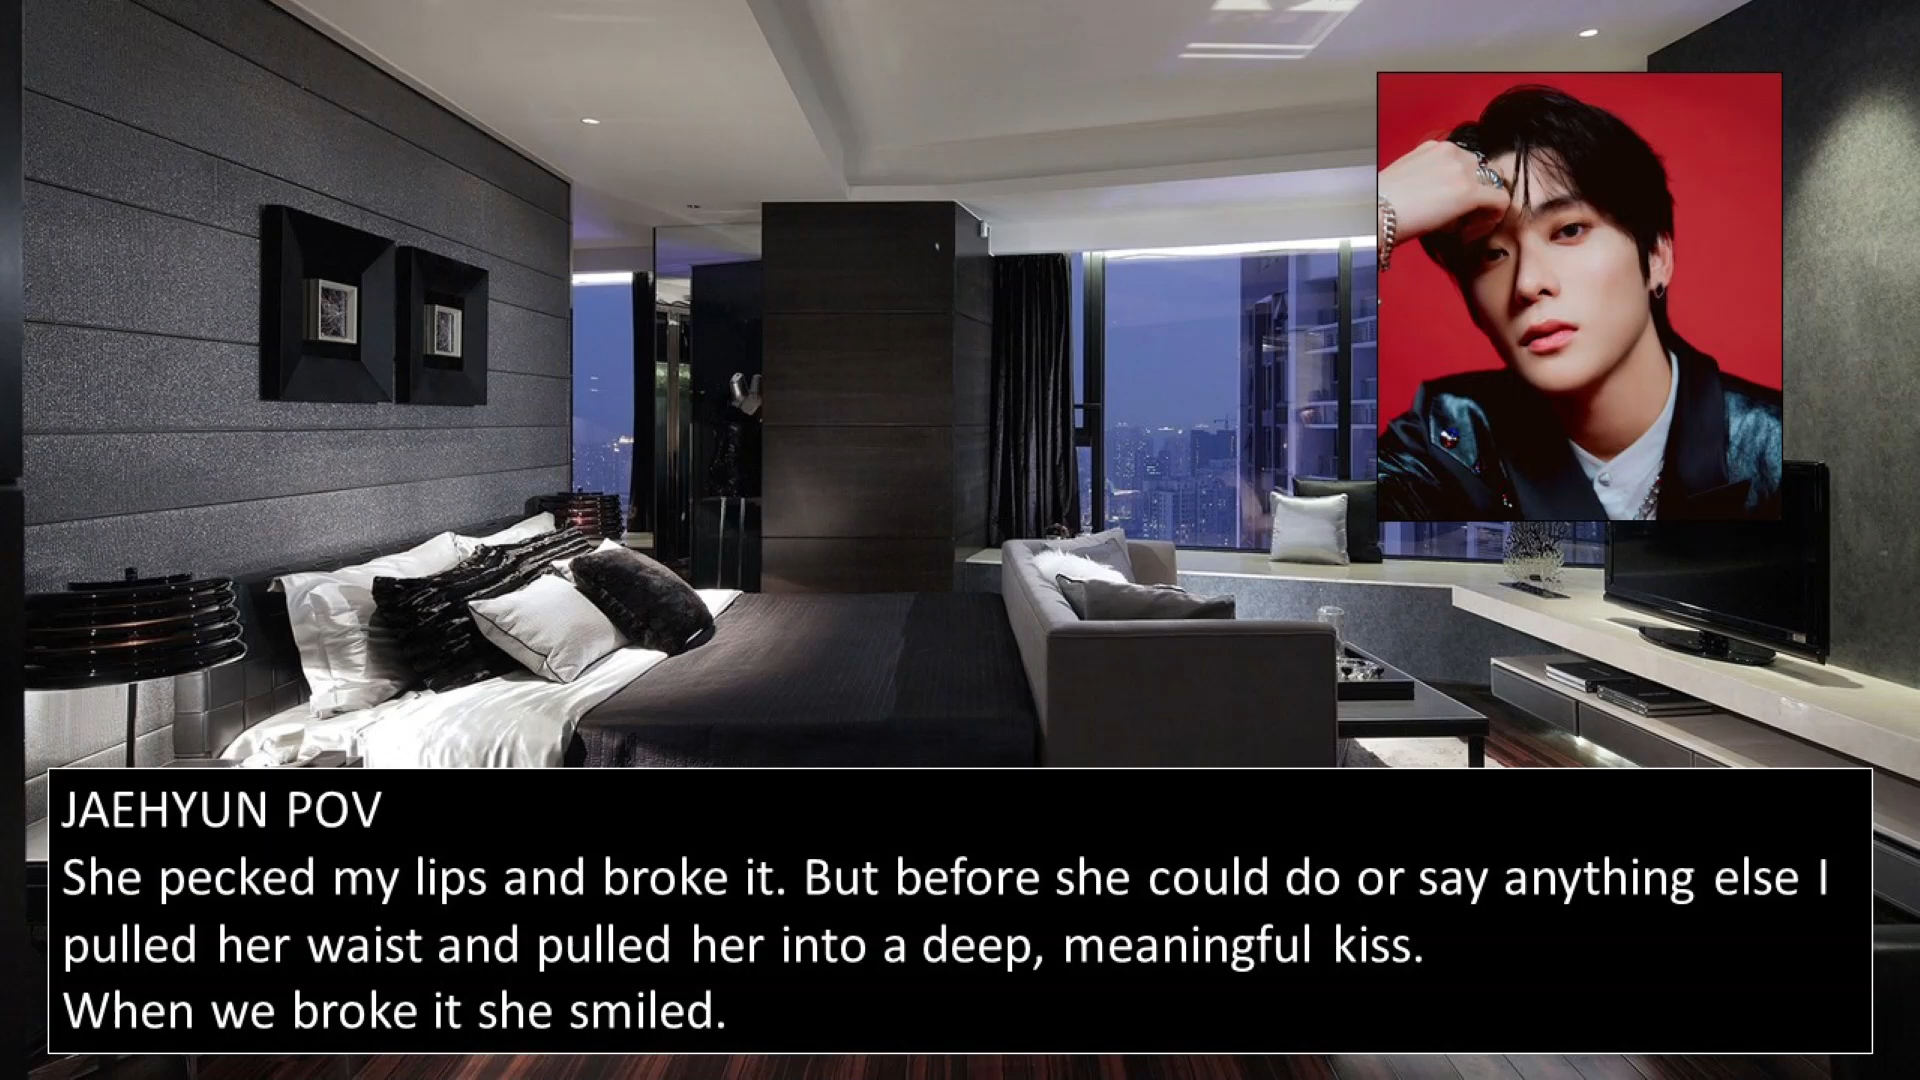 JAEHYUN POV
She pecked my lips and broke it. But before she could do or say anything else I
pulled her waist and pulled her into a deep, meaningful kiss.
When we broke it she smiled.